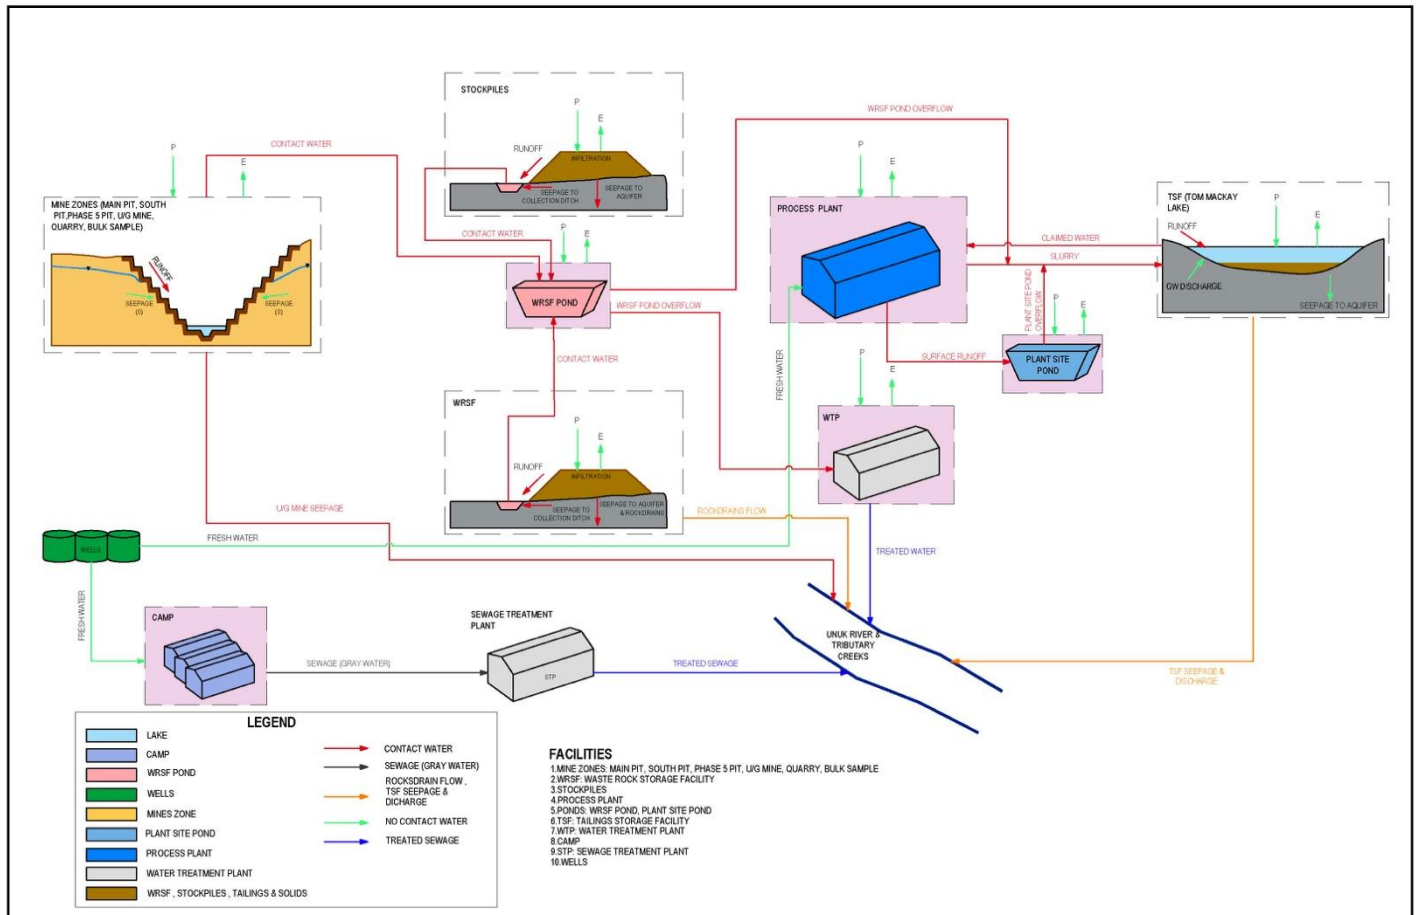 STOCKPILES
P
E
RUNOFF
INFILTRATION
SEEPAGE TO
COLLECTION DITCH
SEEPAGE TO
AQUIFER
CONTACT WATER
P
E
MINE ZONES (MAIN PIT, SOUTH
PIT,PHASE 5 PIT, U/G MINE,
QUARRY, BULK SAMPLE)
RUNOFF
SEEPAGE
(S)
SEEPAGE
(S)
CONTACT WATER
P
E
WRSF POND
WRSF POND OVERFLOW
WRSF POND OVERFLOW
CONTACT WATER
P
E
PROCESS PLANT
CLAIMED WATER
SLURRY
TSF (TOM MACKAY
LAKE)
P
E
RUNOFF
GW DISCHARGE
SEEPAGE TO AQUIFER
PLANT SITE POND
OVERFLOW
P
E
PLANT SITE
POND
SURFACE RUNOFF
FRESH WATER
P
E
WTP
WRSF
P
E
RUNOFF
INFILTRATION
SEEPAGE TO
COLLECTION DITCH
SEEPAGE TO AQUIFER
& ROCKDRAINS
ROCKDRAINS FLOW
U/G MINE SEEPAGE
TREATED WATER
WELLS
FRESH WATER
FRESH WATER
CAMP
SEWAGE (GRAY WATER)
SEWAGE TREATMENT
PLANT
STP
TREATED SEWAGE
UNUK RIVER &
TRIBUTARY
CREEKS
TSF SEEPAGE &
DISCHARGE
LEGEND
LAKE
CAMP
WRSF POND
WELLS
MINES ZONE
PLANT SITE POND
PROCESS PLANT
WATER TREATMENT PLANT
WRSF , STOCKPILES , TAILINGS & SOLIDS
CONTACT WATER
SEWAGE (GRAY WATER)
ROCKSDRAIN FLOW ,
TSF SEEPAGE &
DICHARGE
NO CONTACT WATER
TREATED SEWAGE
FACILITIES
1.MINE ZONES: MAIN PIT, SOUTH PIT, PHASE 5 PIT, U/G MINE, QUARRY, BULK SAMPLE
2.WRSF: WASTE ROCK STORAGE FACILITY
3.STOCKPILES
4.PROCESS PLANT
5.PONDS: WRSF POND, PLANT SITE POND
6.TSF: TAILINGS STORAGE FACILITY
7.WTP: WATER TREATMENT PLANT
8.CAMP
9.STP: SEWAGE TREATMENT PLANT
10.WELLS